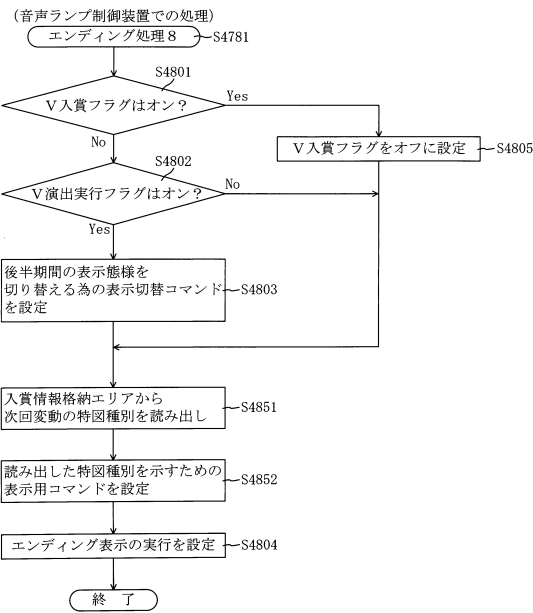 (音声ランプ制御装置での処理)
エンディング処理8 S4781
S4801
V入賞フラグはオン?
Yes
No
V入賞フラグをオフに設定 S4805
S4802
V演出実行フラグはオン?
No
Yes
後半期間の表示態様を
切り替える為の表示切替コマンド S4803
を設定
入賞情報格納エリアから
次回変動の特図種別を読み出し S4851
読み出した特図種別を示すための
表示用コマンドを設定 S4852
エンディング表示の実行を設定 S4804
終 了